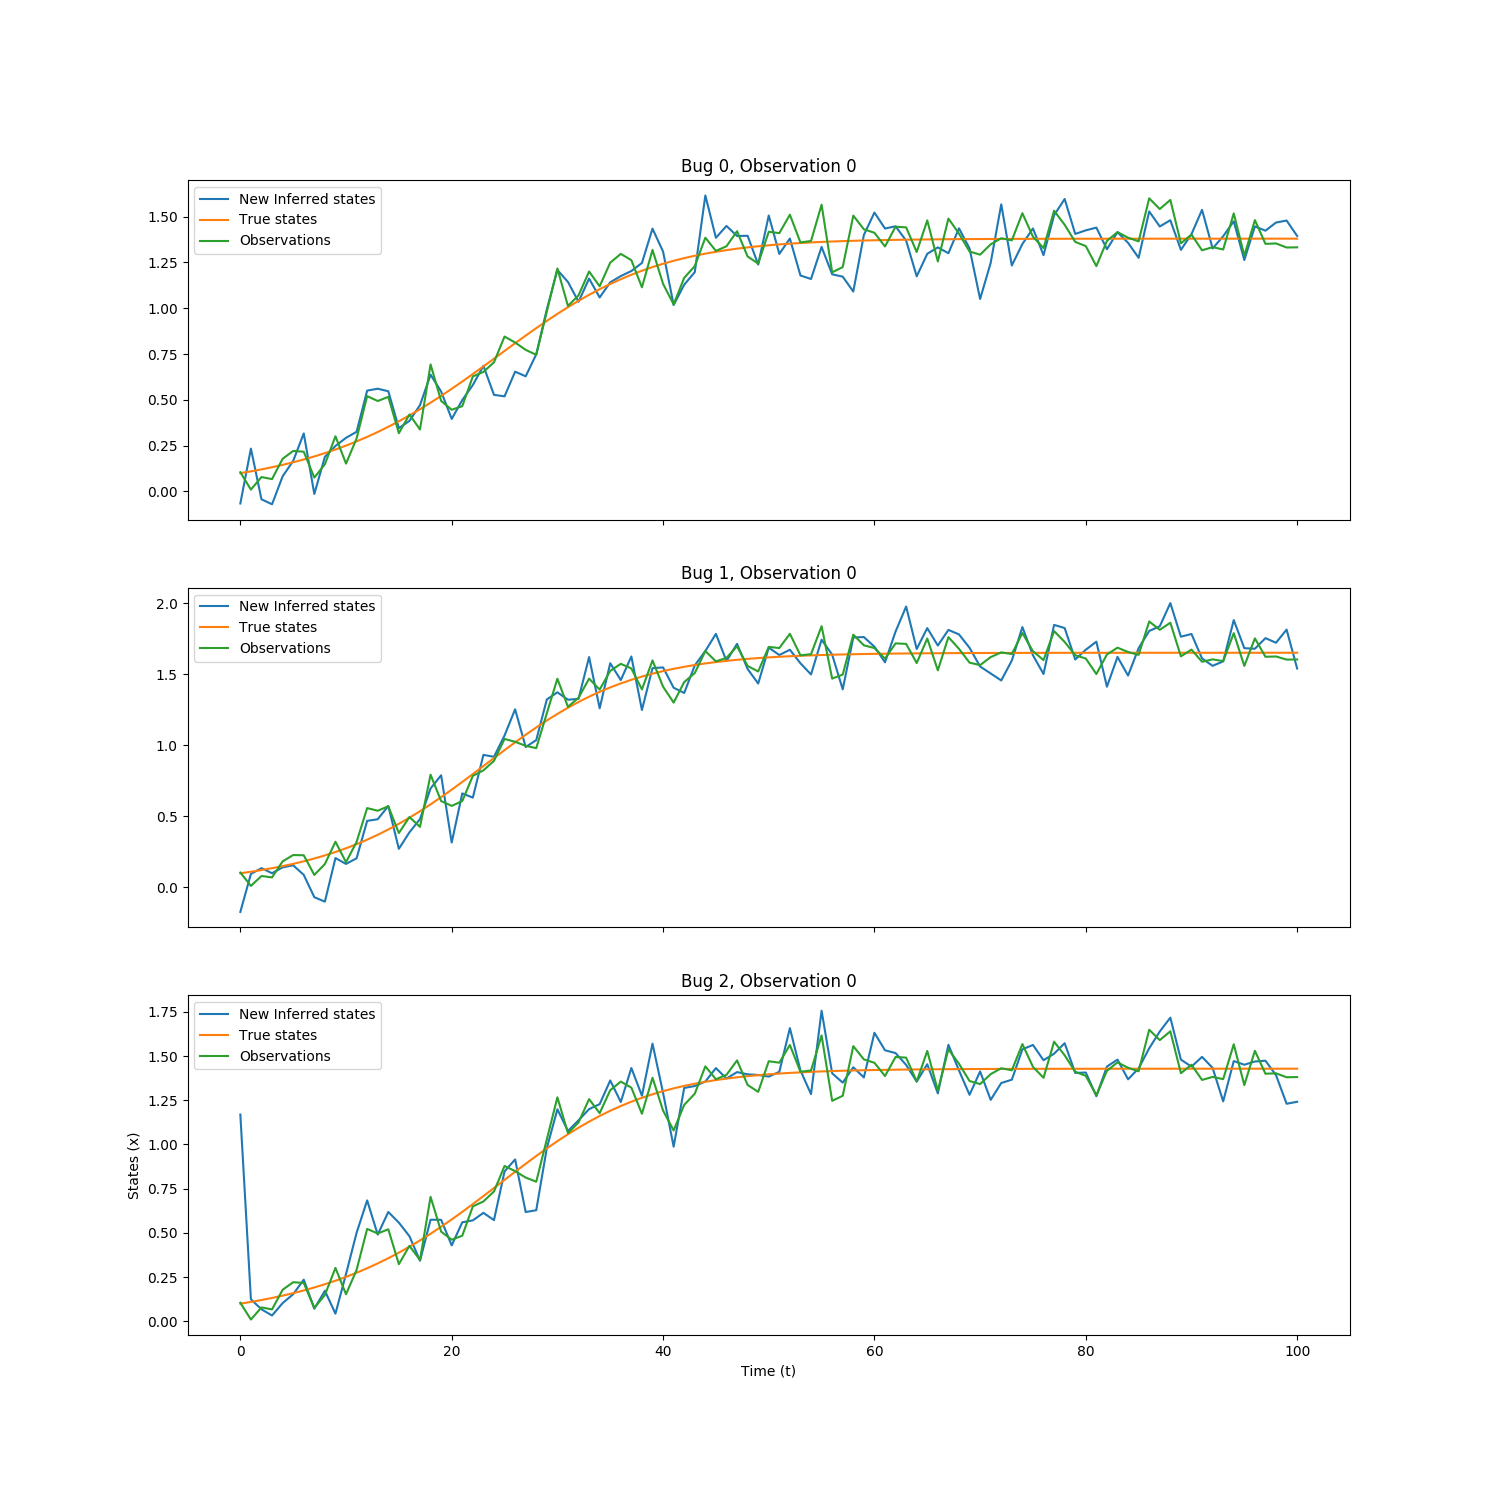 Bug 0, Observation 0
New Inferred states
True states
Observations
1.50
1.25
1.00
0.75
0.50
0.25
0.00
Bug 1, Observation 0
New Inferred states
True states
Observations
2.0
1.5
1.0
0.5
0.0
Bug 2, Observation 0
New Inferred states
True states
Observations
1.75
1.50
1.25
1.00
0.75
0.50
0.25
0.00
States (x)
0 20 40 60 80 100
Time (t)